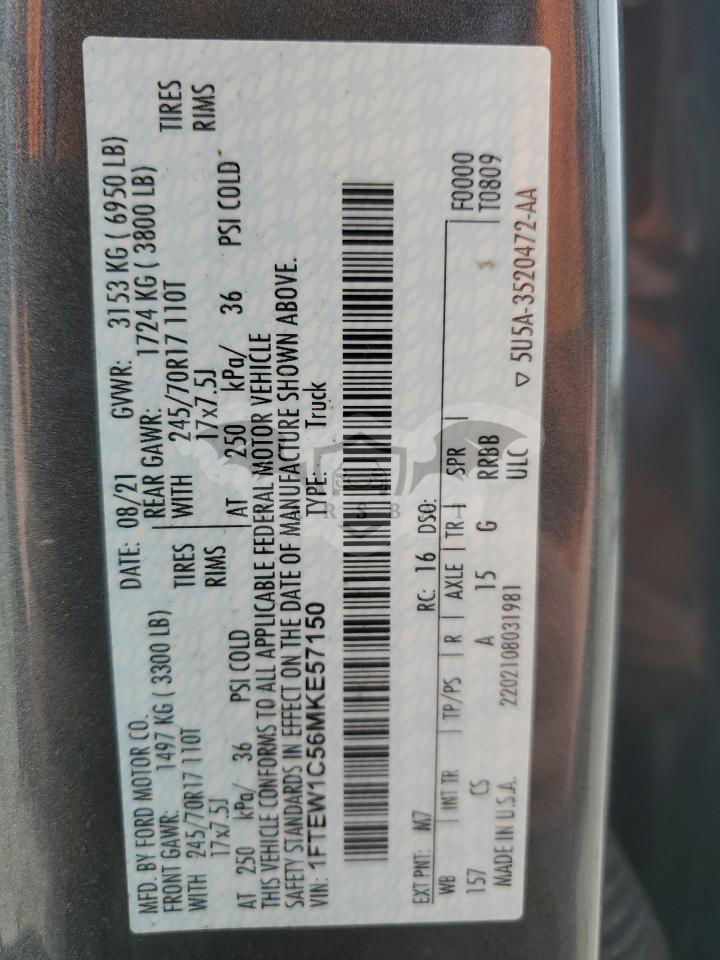 MFD. BY FORD MOTOR CO. DATE: 08/21 GVWR: 3153 KG ( 6950 LB)
FRONT GAWR: 1497 KG ( 3300 LB) REAR GAWR: 1724 KG ( 3800 LB)
WITH 245/70R17 110T TIRES WITH 245/70R17 110T TIRES
17x7.5J RIMS 17x7.5J RIMS
AT 250 kPa/ 36 PSI COLD AT 250 kPa/ 36 PSI COLD
THIS VEHICLE CONFORMS TO ALL APPLICABLE FEDERAL MOTOR VEHICLE
SAFETY STANDARDS IN EFFECT ON THE DATE OF MANUFACTURE SHOWN ABOVE.
VIN: 1FTEW1C56MKE57150 TYPE: Truck
RSB
EXT PNT: M7 RC: 16 DSO:
WB INT TR TP/PS R AXLE TR SPR F0000
157 CS A 15 G RRBB T0809
MADE IN U.S.A. 2202108031981 ULC
▽ 5U5A-3520472-AA